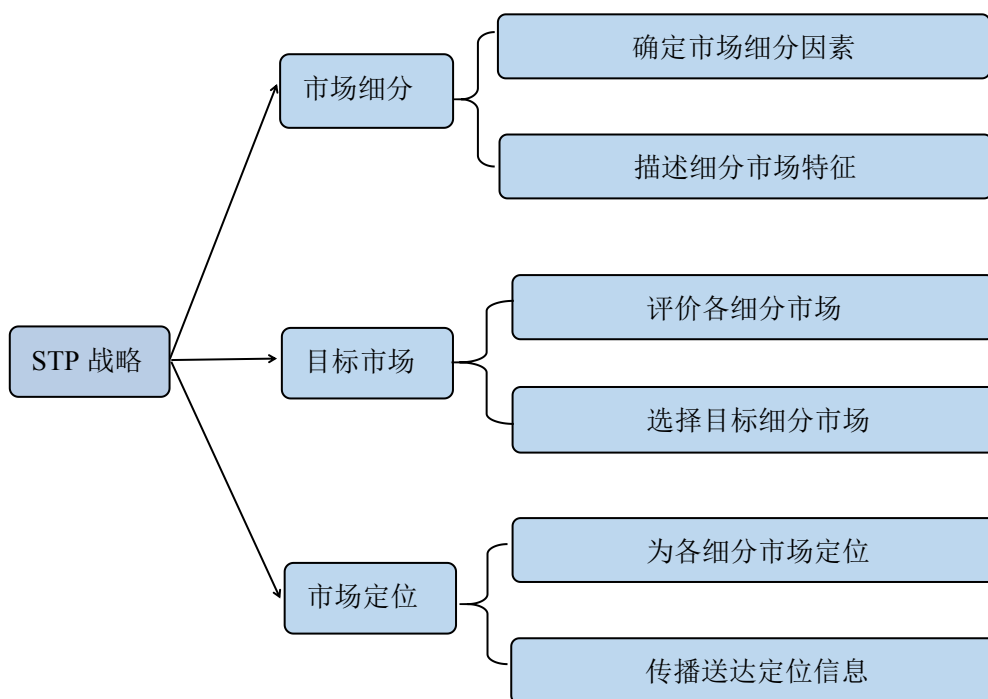 确定市场细分因素
市场细分
描述细分市场特征
评价各细分市场
STP 战略
目标市场
选择目标细分市场
为各细分市场定位
市场定位
传播送达定位信息